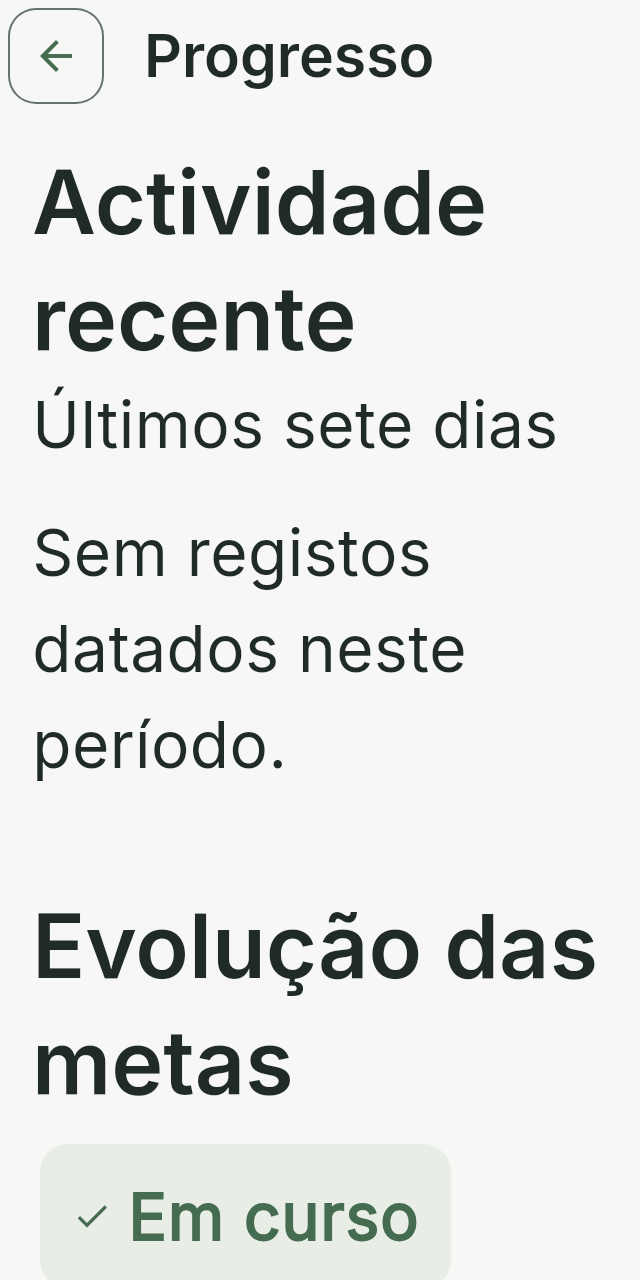 Progresso
Actividade
recente
Últimos sete dias
Sem registos
datados neste
período.
Evolução das
metas
Em curso